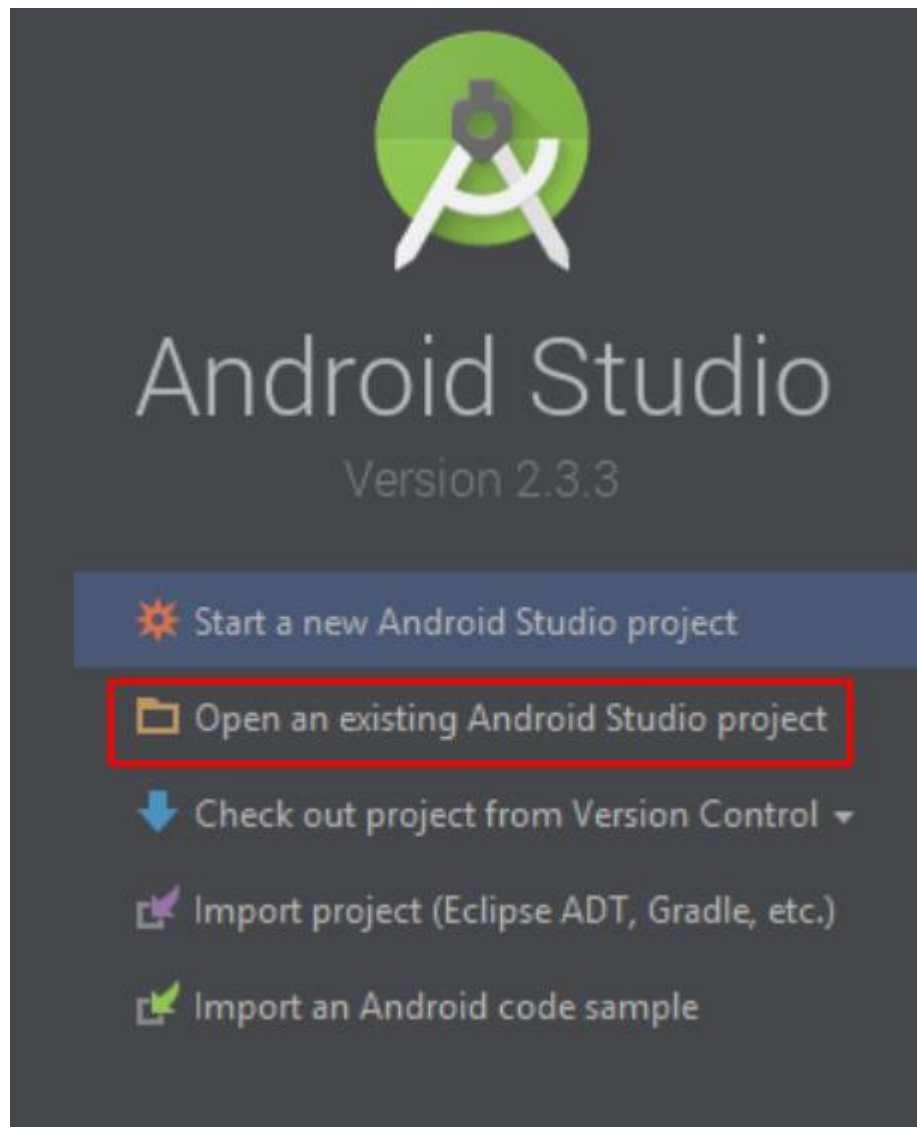 Android Studio
Version 2.3.3
Start a new Android Studio project
Open an existing Android Studio project
Check out project from Version Control
Import project (Eclipse ADT, Gradle, etc.)
Import an Android code sample